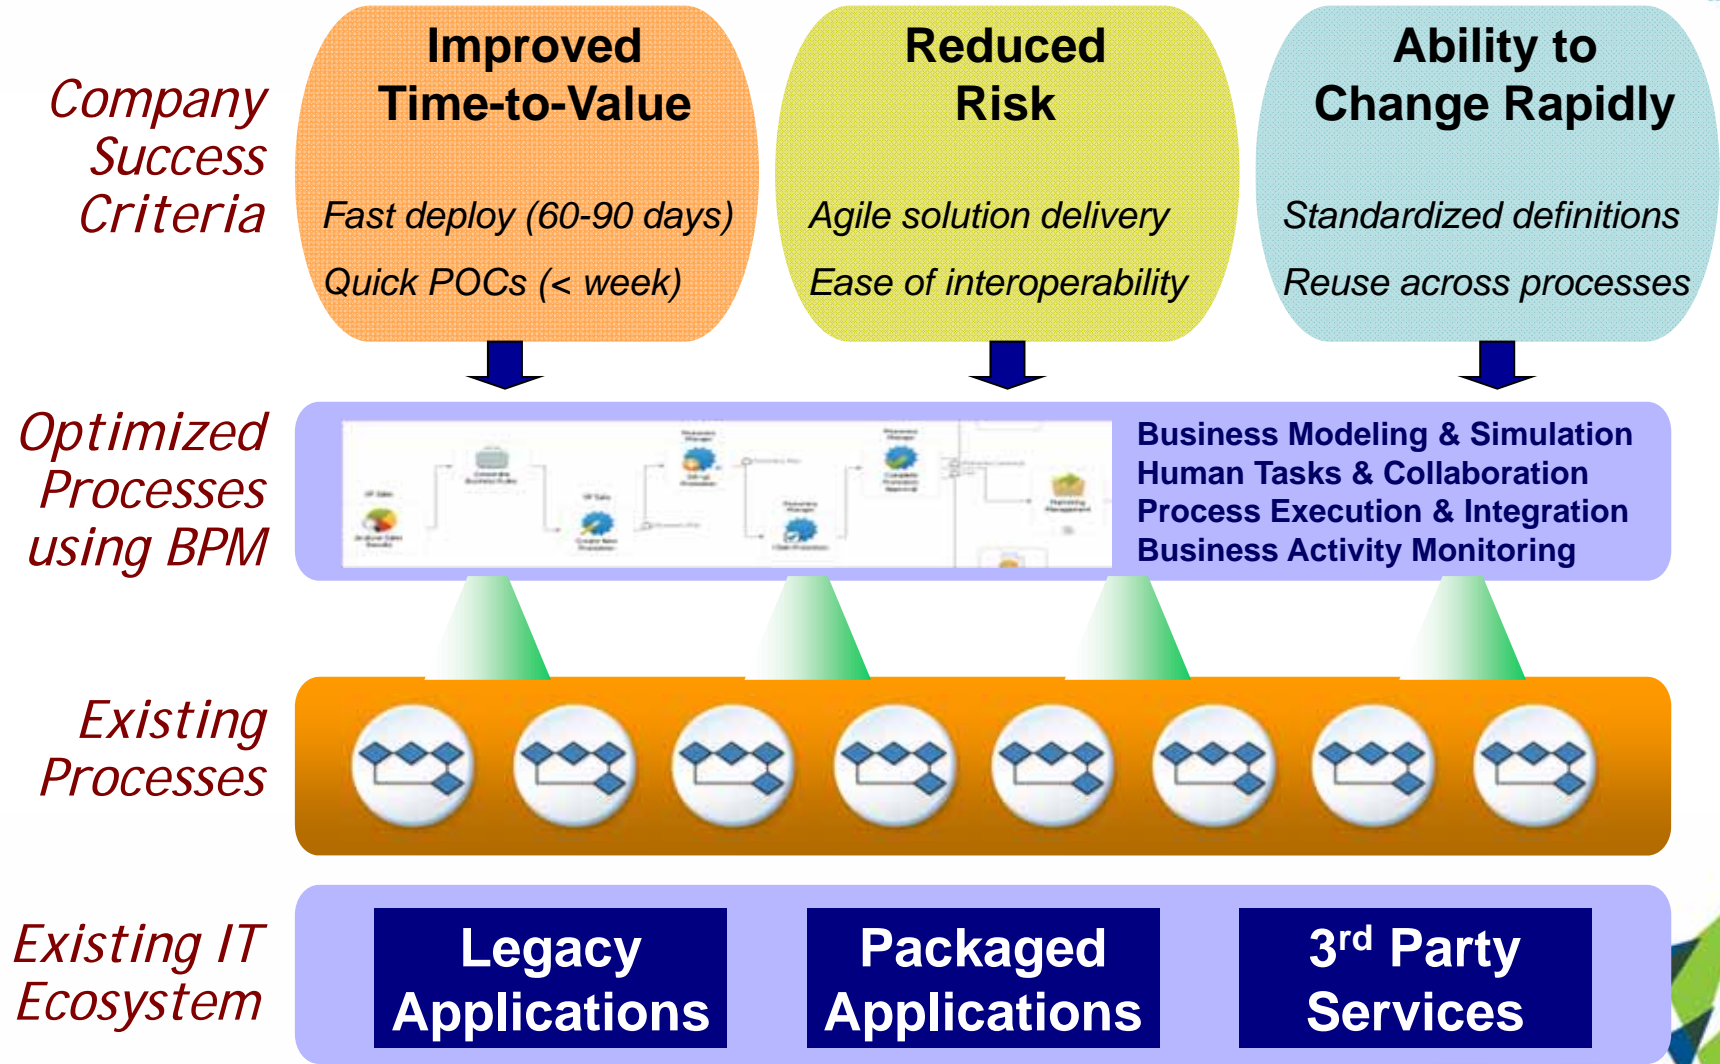 Company
Success
Criteria
Improved
Time-to-Value
Fast deploy (60-90 days)
Quick POCs (< week)
Reduced
Risk
Agile solution delivery
Ease of interoperability
Ability to
Change Rapidly
Standardized definitions
Reuse across processes
Optimized
Processes
using BPM
Business Modeling & Simulation
Human Tasks & Collaboration
Process Execution & Integration
Business Activity Monitoring
Existing
Processes
Existing IT
Ecosystem
Legacy
Applications
Packaged
Applications
3rd Party
Services